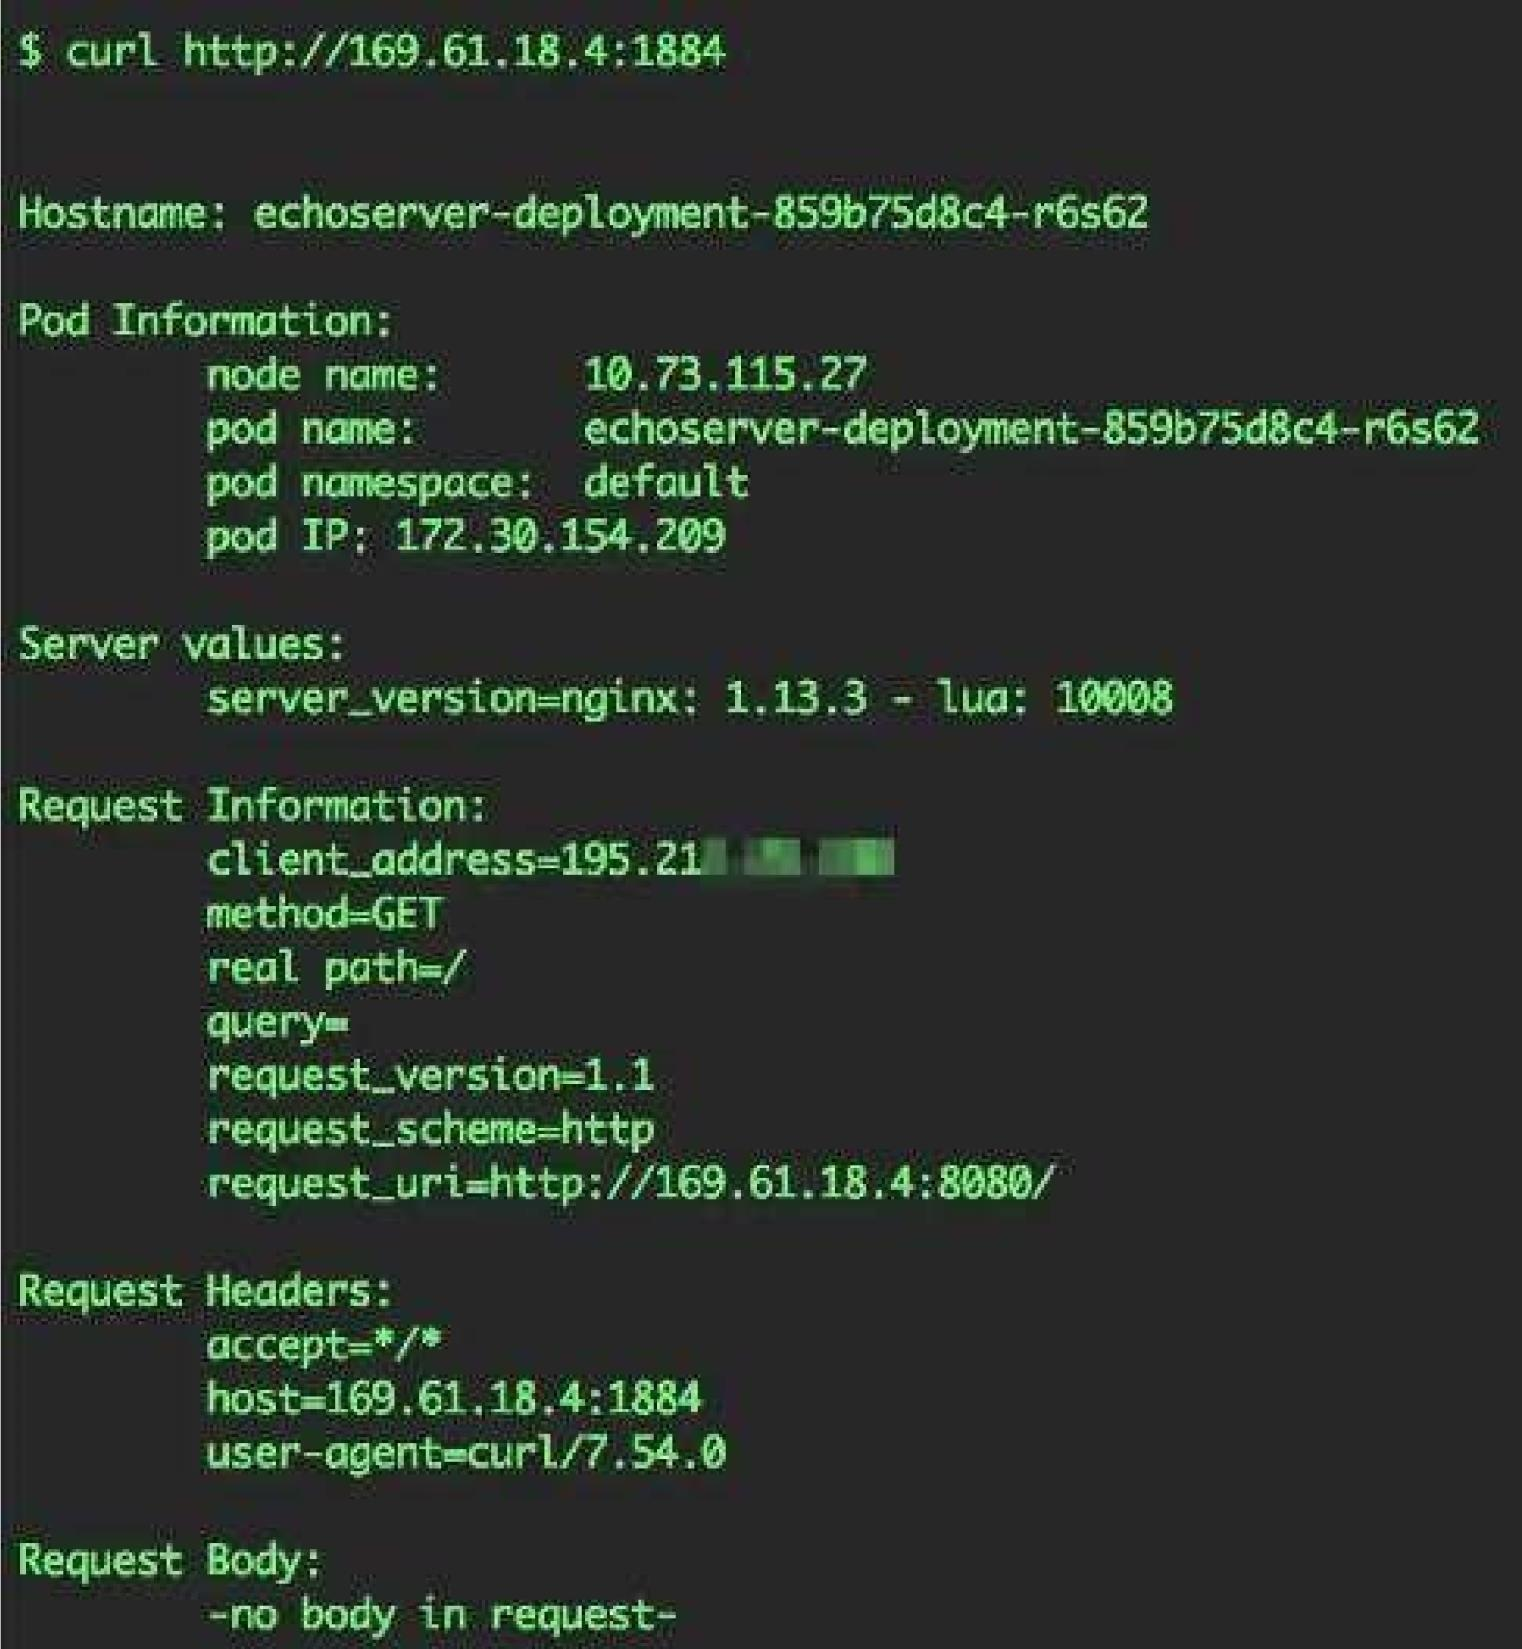 $ curl http://169.61.18.4:1884
Hostname: echoserver-deployment-859b75d8c4-r6s62
Pod Information:
node name: 10.73.115.27
pod name: echoserver-deployment-859b75d8c4-r6s62
pod namespace: default
pod IP: 172.30.154.209
Server values:
server_version=nginx: 1.13.3 - lua: 10008
Request Information:
client_address=195.21
method=GET
real path=/
query=
request_version=1.1
request_scheme=http
request_uri=http://169.61.18.4:8080/
Request Headers:
accept=*/*
host=169.61.18.4:1884
user-agent=curl/7.54.0
Request Body:
-no body in request-